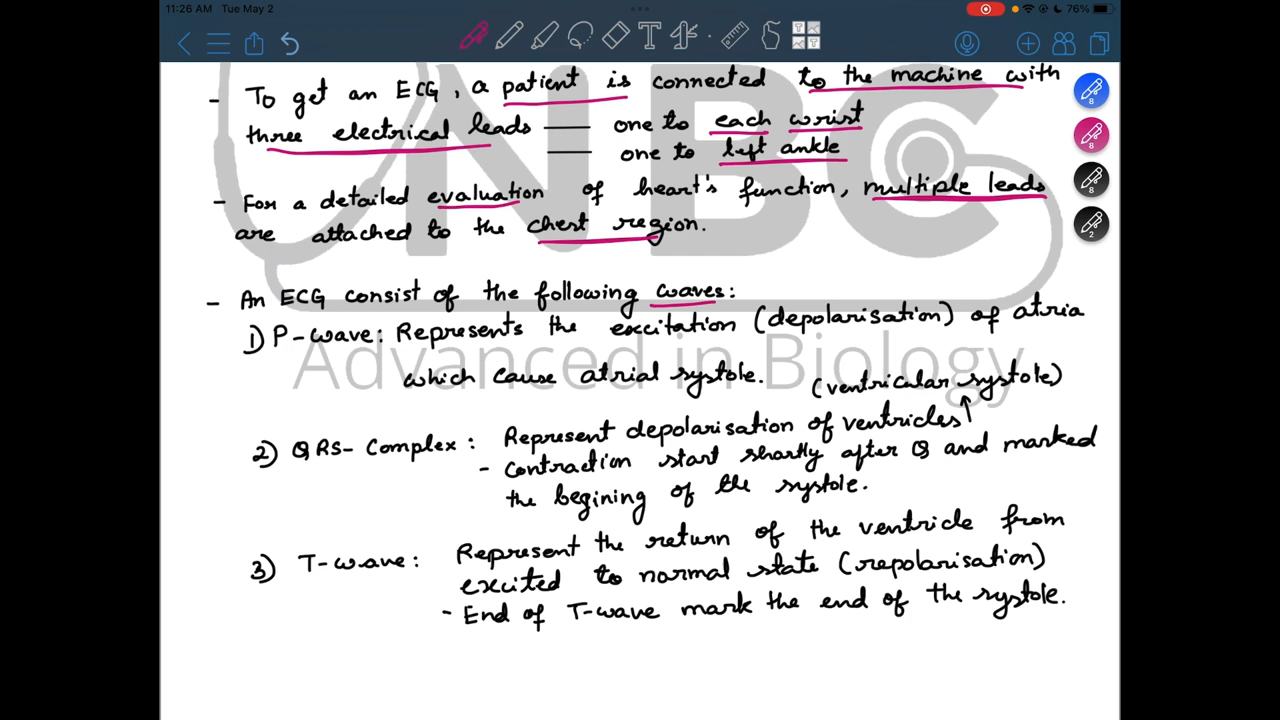 11:26 AM Tue May 2
76%
- To get an ECG, a patient is connected to the machine with
three electrical leads — one to each wrist
— one to left ankle
- For a detailed evaluation of heart's function, multiple leads
are attached to the chest region.
- An ECG consist of the following waves:
1) P-wave: Represents the excitation (depolarisation) of atria
which cause atrial systole.
(ventricular systole)
2) QRS-Complex: Represent depolarisation of ventricles
- Contraction start shortly after Q and marked
the begining of the systole.
3) T-wave: Represent the return of the ventricle from
excited to normal state (repolarisation)
- End of T-wave mark the end of the systole.
NBC
Advanced in Biology
8
8
8
2